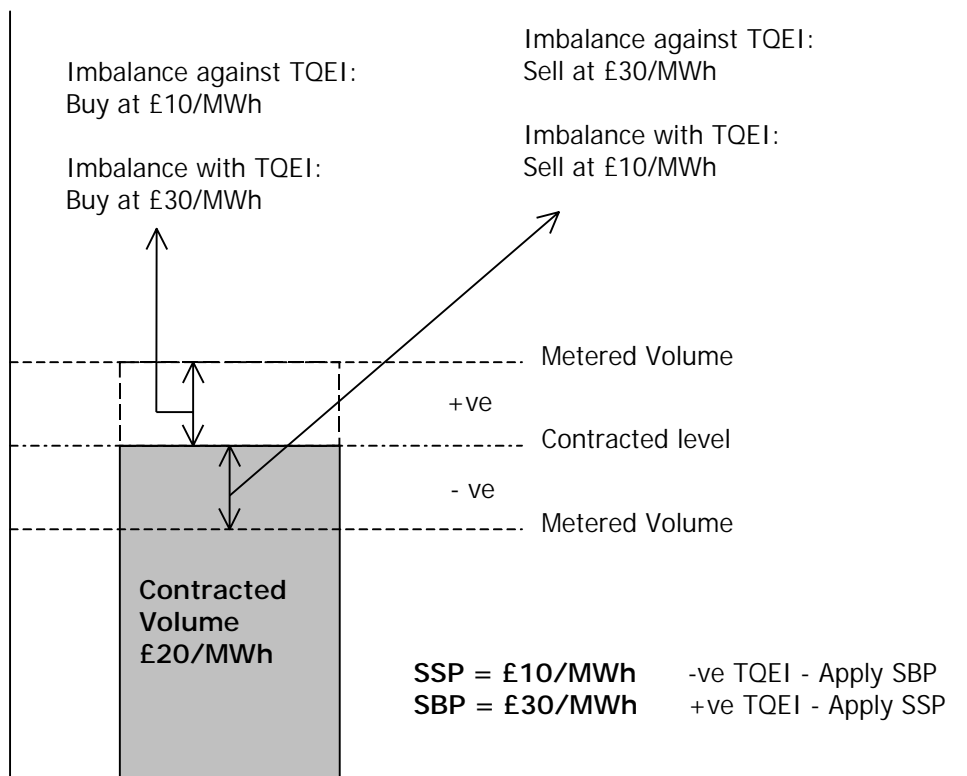 Imbalance against TQEI:
Buy at £10/MWh
Imbalance with TQEI:
Buy at £30/MWh
Imbalance against TQEI:
Sell at £30/MWh
Imbalance with TQEI:
Sell at £10/MWh
Metered Volume
+ve
Contracted level
- ve
Metered Volume
Contracted
Volume
£20/MWh
SSP = £10/MWh -ve TQEI - Apply SBP
SBP = £30/MWh +ve TQEI - Apply SSP